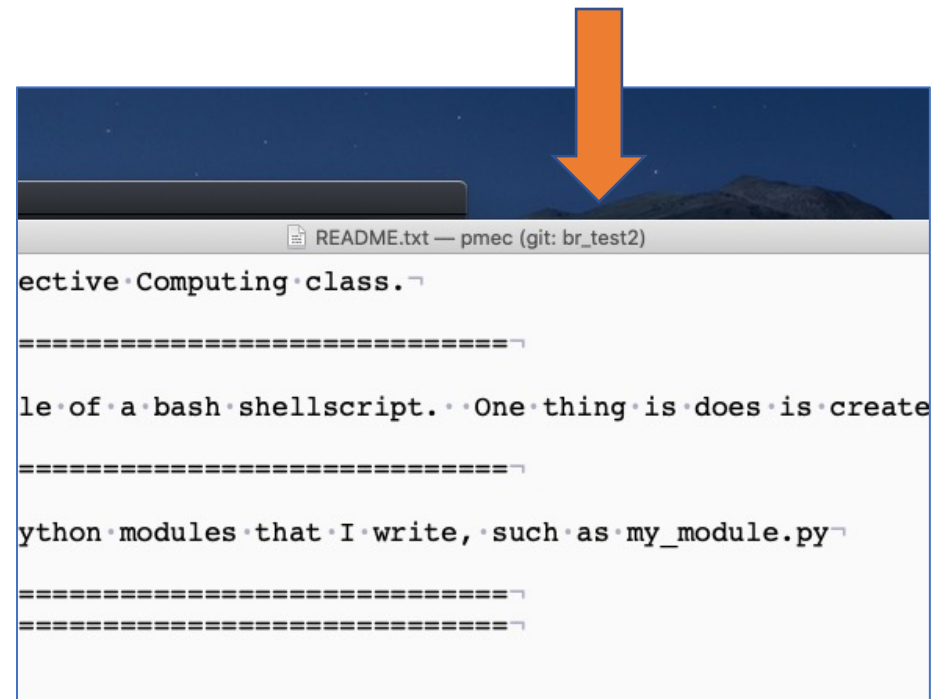 README.txt — pmec (git: br_test2)
ective Computing class.¬
=============================¬
le of a bash shellscript.  One thing is does is create
=============================¬
ython modules that I write, such as my_module.py¬
=============================¬
=============================¬